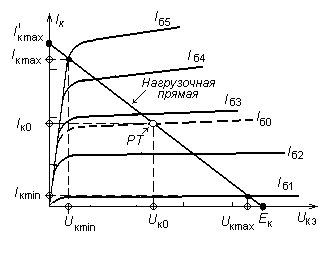 I'кmax
Iк
Iб5
Iкmax
Iб4
Нагрузочная
прямая
Iб3
Iк0
Iб0
РТ
Iб2
Iкmin
Iб1
Uкmin
Uк0
Uкmax
Eк
Uкэ